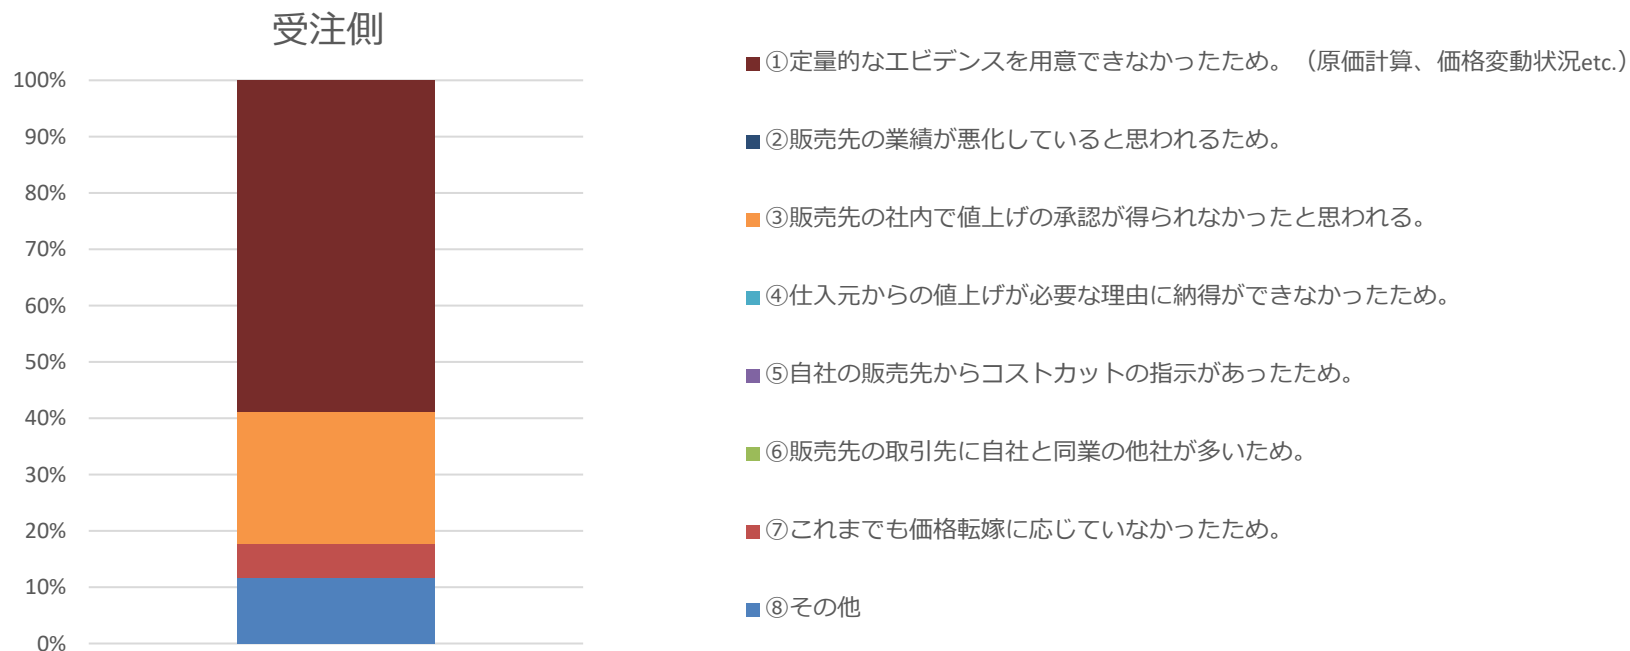 受注側
100%
90%
80%
70%
60%
50%
40%
30%
20%
10%
0%
①定量的なエビデンスを用意できなかったため。（原価計算、価格変動状況etc.）
②販売先の業績が悪化していると思われるため。
③販売先の社内で値上げの承認が得られなかったと思われる。
④仕入元からの値上げが必要な理由に納得ができなかったため。
⑤自社の販売先からコストカットの指示があったため。
⑥販売先の取引先に自社と同業の他社が多いため。
⑦これまでも価格転嫁に応じていなかったため。
⑧その他